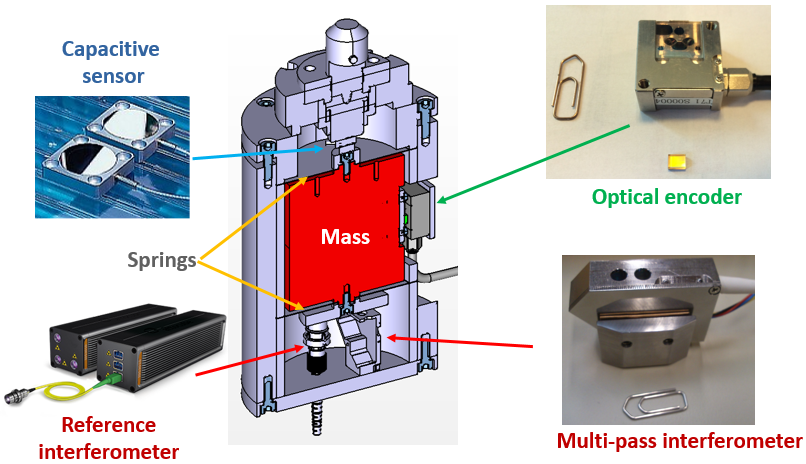 Capacitive
sensor
Optical encoder
Mass
Springs
Reference
interferometer
Multi-pass interferometer